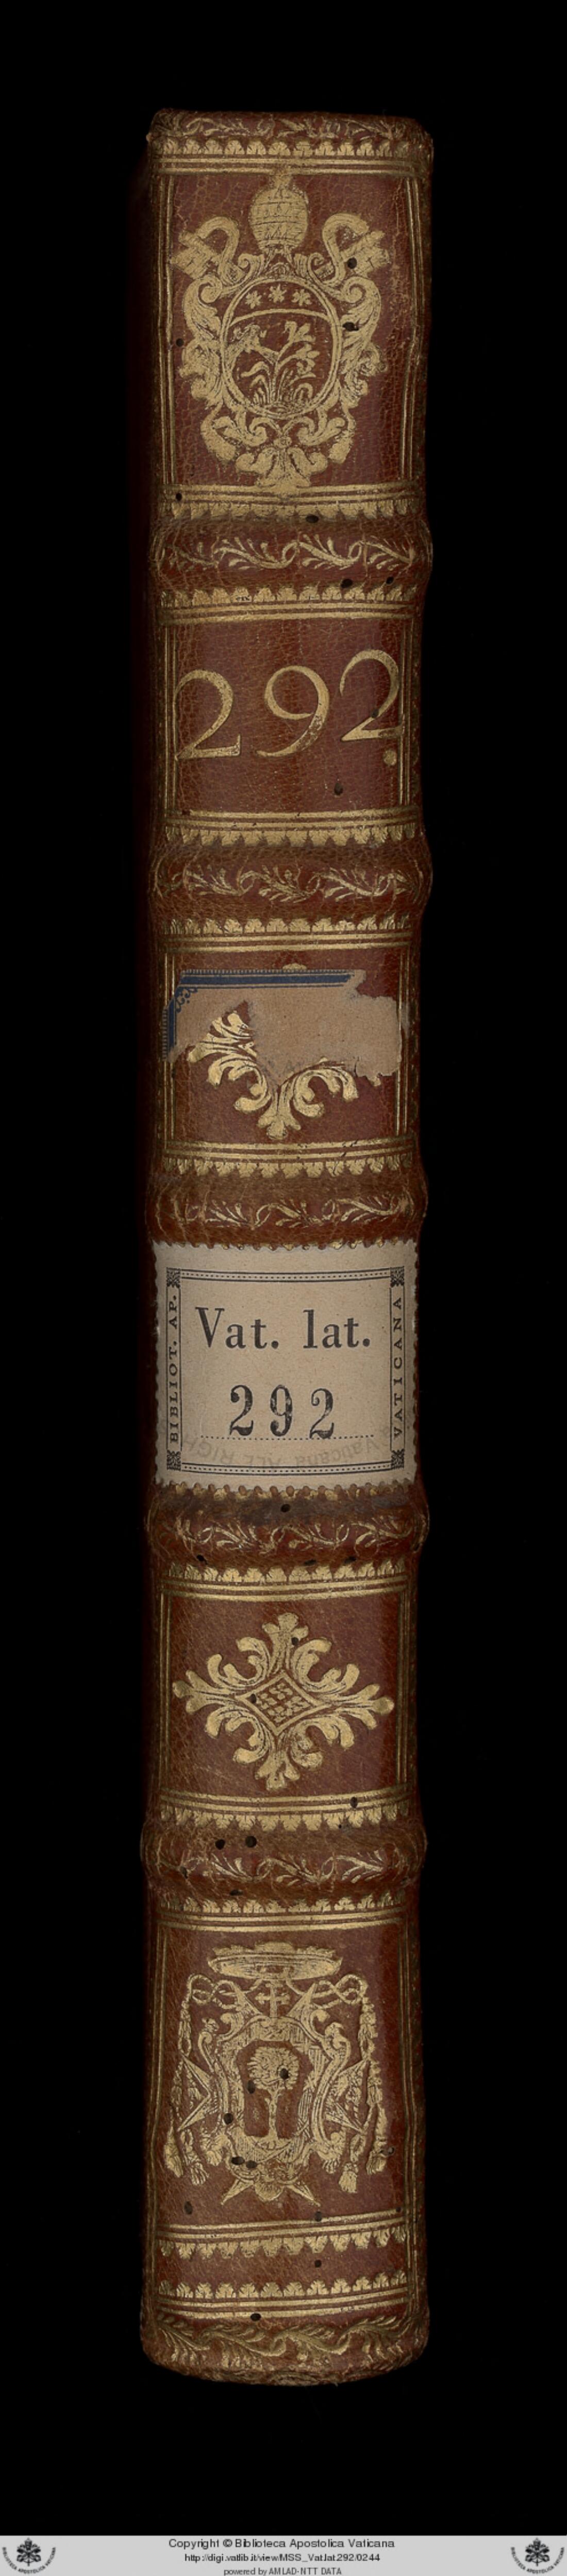 292.
BIBLIOT. AP.
Vat. lat.
292
VATICANA
Copyright © Biblioteca Apostolica Vaticana
http://digi.vatlib.it/view/MSS_Vat.lat.292/0244
powered by AMLAD-NTT DATA